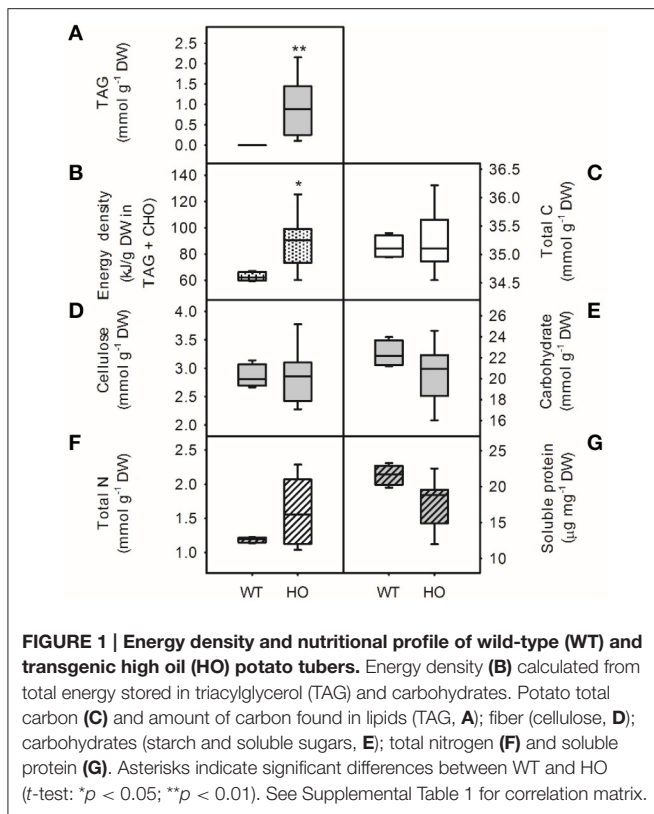 A
TAG
(mmol g⁻¹ DW)
2.5
2.0
1.5
1.0
0.5
0.0
**
B
Energy density
(kJ/g DW in
TAG + CHO)
140
120
100
80
60
*
C
Total C
(mmol g⁻¹ DW)
36.5
36.0
35.5
35.0
34.5
D
Cellulose
(mmol g⁻¹ DW)
4.0
3.5
3.0
2.5
2.0
E
Carbohydrate
(mmol g⁻¹ DW)
26
24
22
20
18
16
F
Total N
(mmol g⁻¹ DW)
2.5
2.0
1.5
1.0
G
Soluble protein
(µg mg⁻¹ DW)
25
20
15
10
WT HO WT HO
FIGURE 1 | Energy density and nutritional profile of wild-type (WT) and
transgenic high oil (HO) potato tubers. Energy density (B) calculated from
total energy stored in triacylglycerol (TAG) and carbohydrates. Potato total
carbon (C) and amount of carbon found in lipids (TAG, A); fiber (cellulose, D);
carbohydrates (starch and soluble sugars, E); total nitrogen (F) and soluble
protein (G). Asterisks indicate significant differences between WT and HO
(t-test: *p < 0.05; **p < 0.01). See Supplemental Table 1 for correlation matrix.